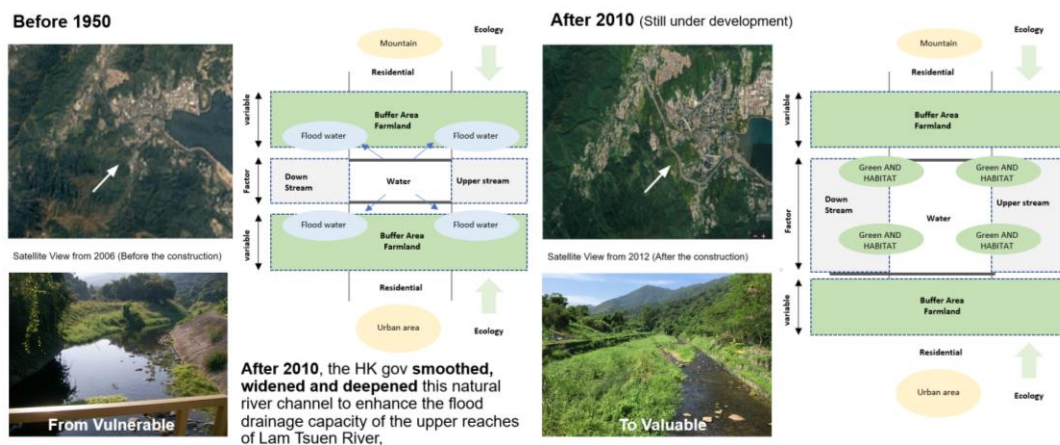 Before 1950
Ecology
Mountain
Residential
variable
Buffer Area
Farmland
Flood water
Flood water
Factor
Down
Stream
Water
Upper stream
variable
Flood water
Flood water
Buffer Area
Farmland
Residential
Urban area
Ecology
Satellite View from 2006 (Before the construction)
From Vulnerable
After 2010, the HK gov smoothed,
widened and deepened this natural
river channel to enhance the flood
drainage capacity of the upper reaches
of Lam Tsuen River,
After 2010 (Still under development)
Ecology
Mountain
Residential
variable
Buffer Area
Farmland
Green AND
HABITAT
Green AND
HABITAT
Factor
Down
Stream
Water
Upper stream
Green AND
HABITAT
Green AND
HABITAT
variable
Buffer Area
Farmland
Residential
Urban area
Ecology
Satellite View from 2012 (After the construction)
To Valuable